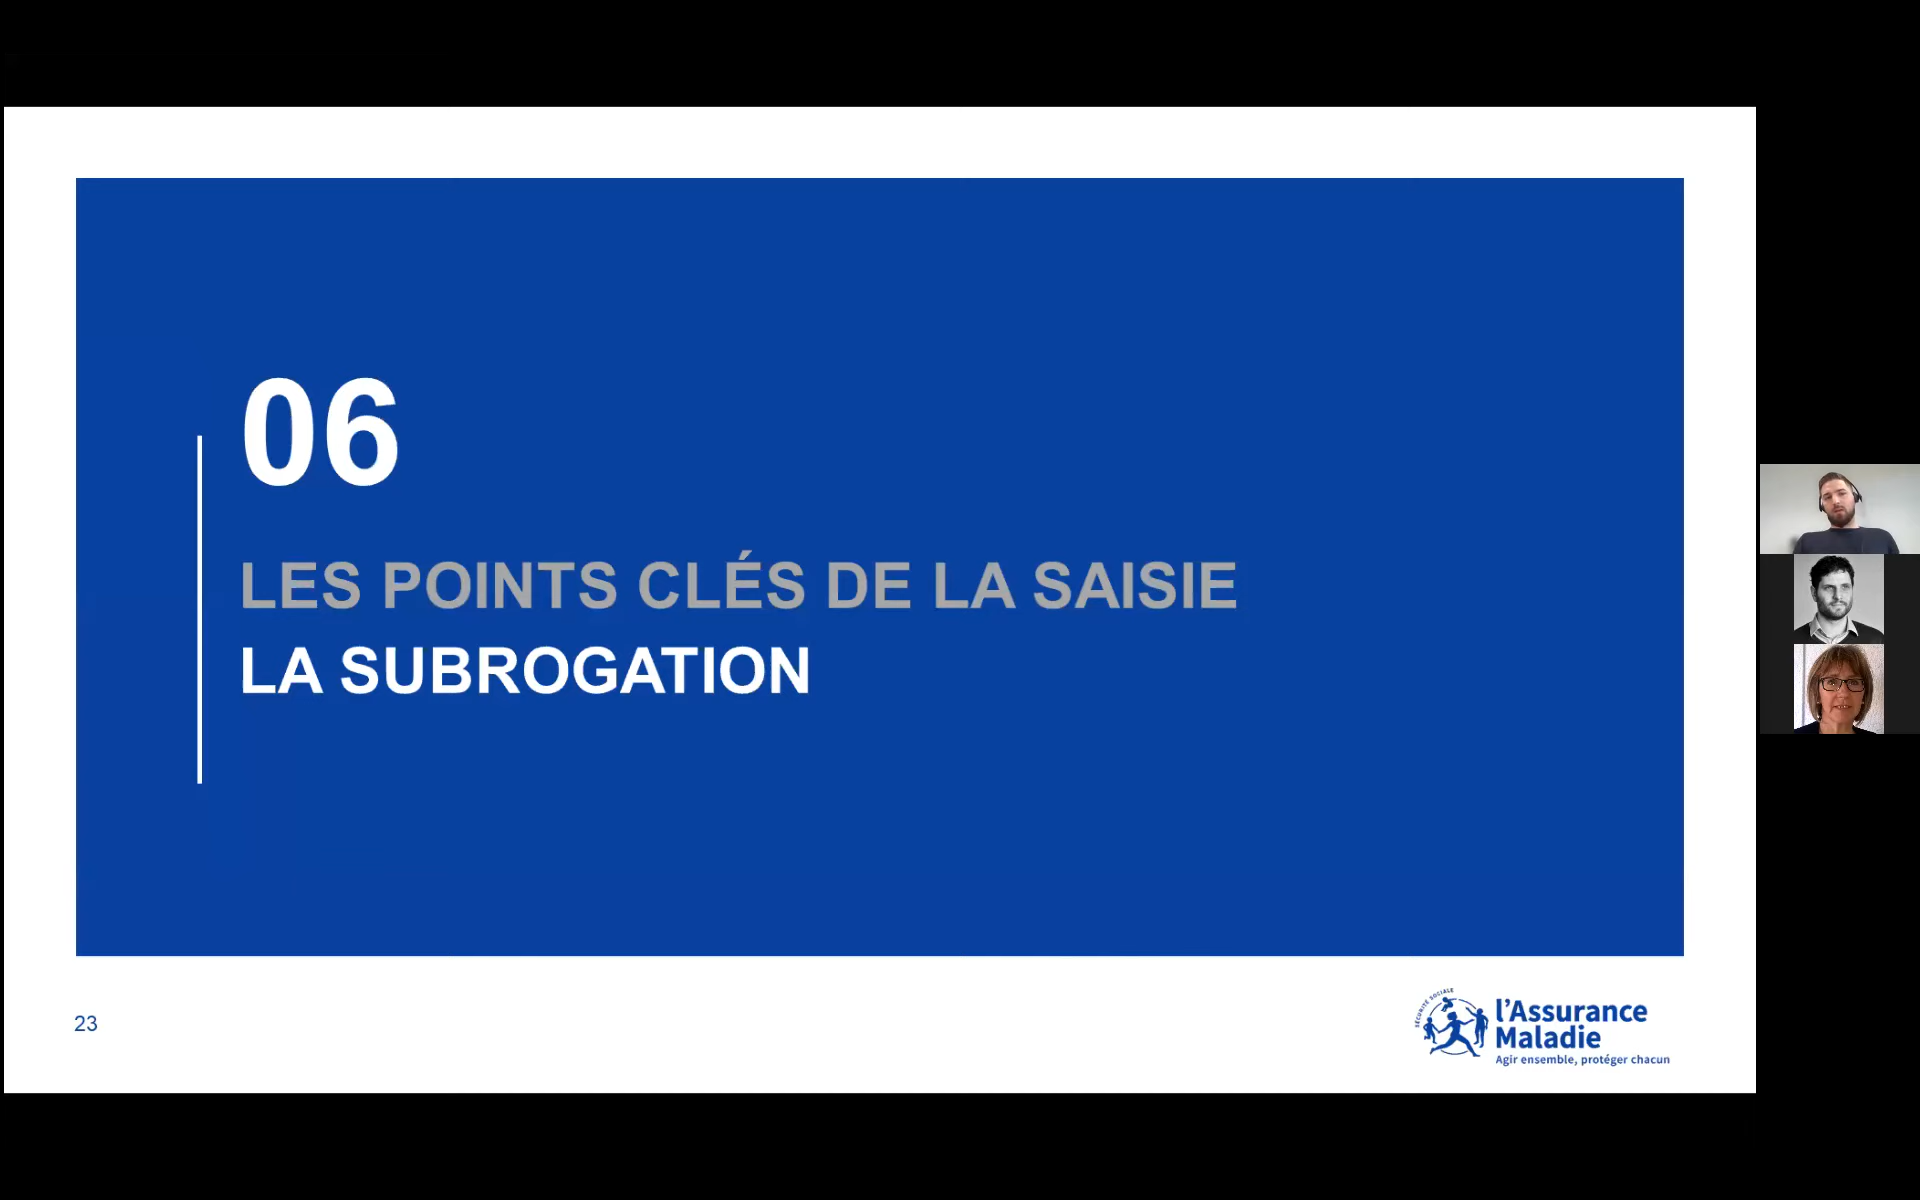 06
LES POINTS CLÉS DE LA SAISIE
LA SUBROGATION
23
SÉCURITÉ SOCIALE
l'Assurance
Maladie
Agir ensemble, protéger chacun